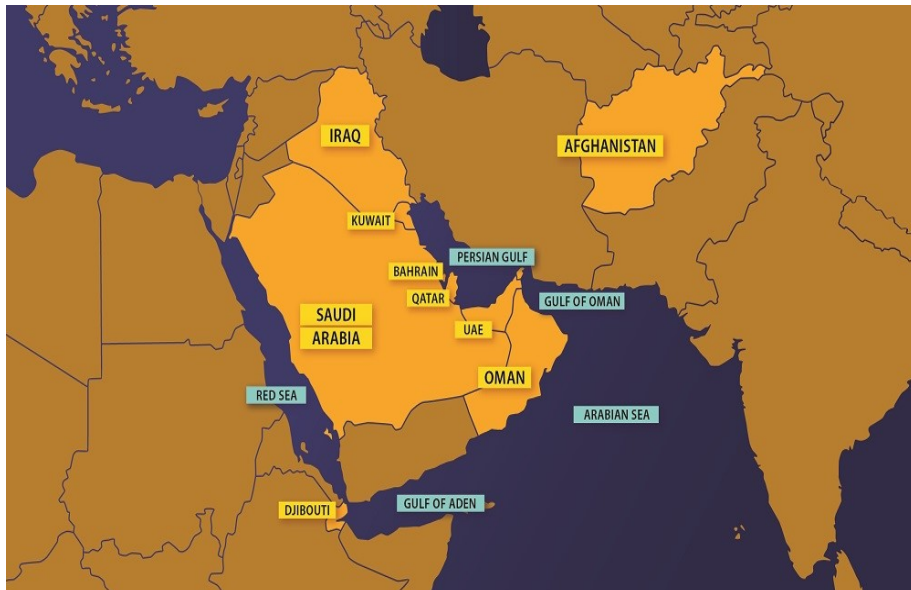 IRAQ
AFGHANISTAN
KUWAIT
PERSIAN GULF
BAHRAIN
QATAR
GULF OF OMAN
SAUDI
ARABIA
UAE
OMAN
RED SEA
ARABIAN SEA
GULF OF ADEN
DJIBOUTI